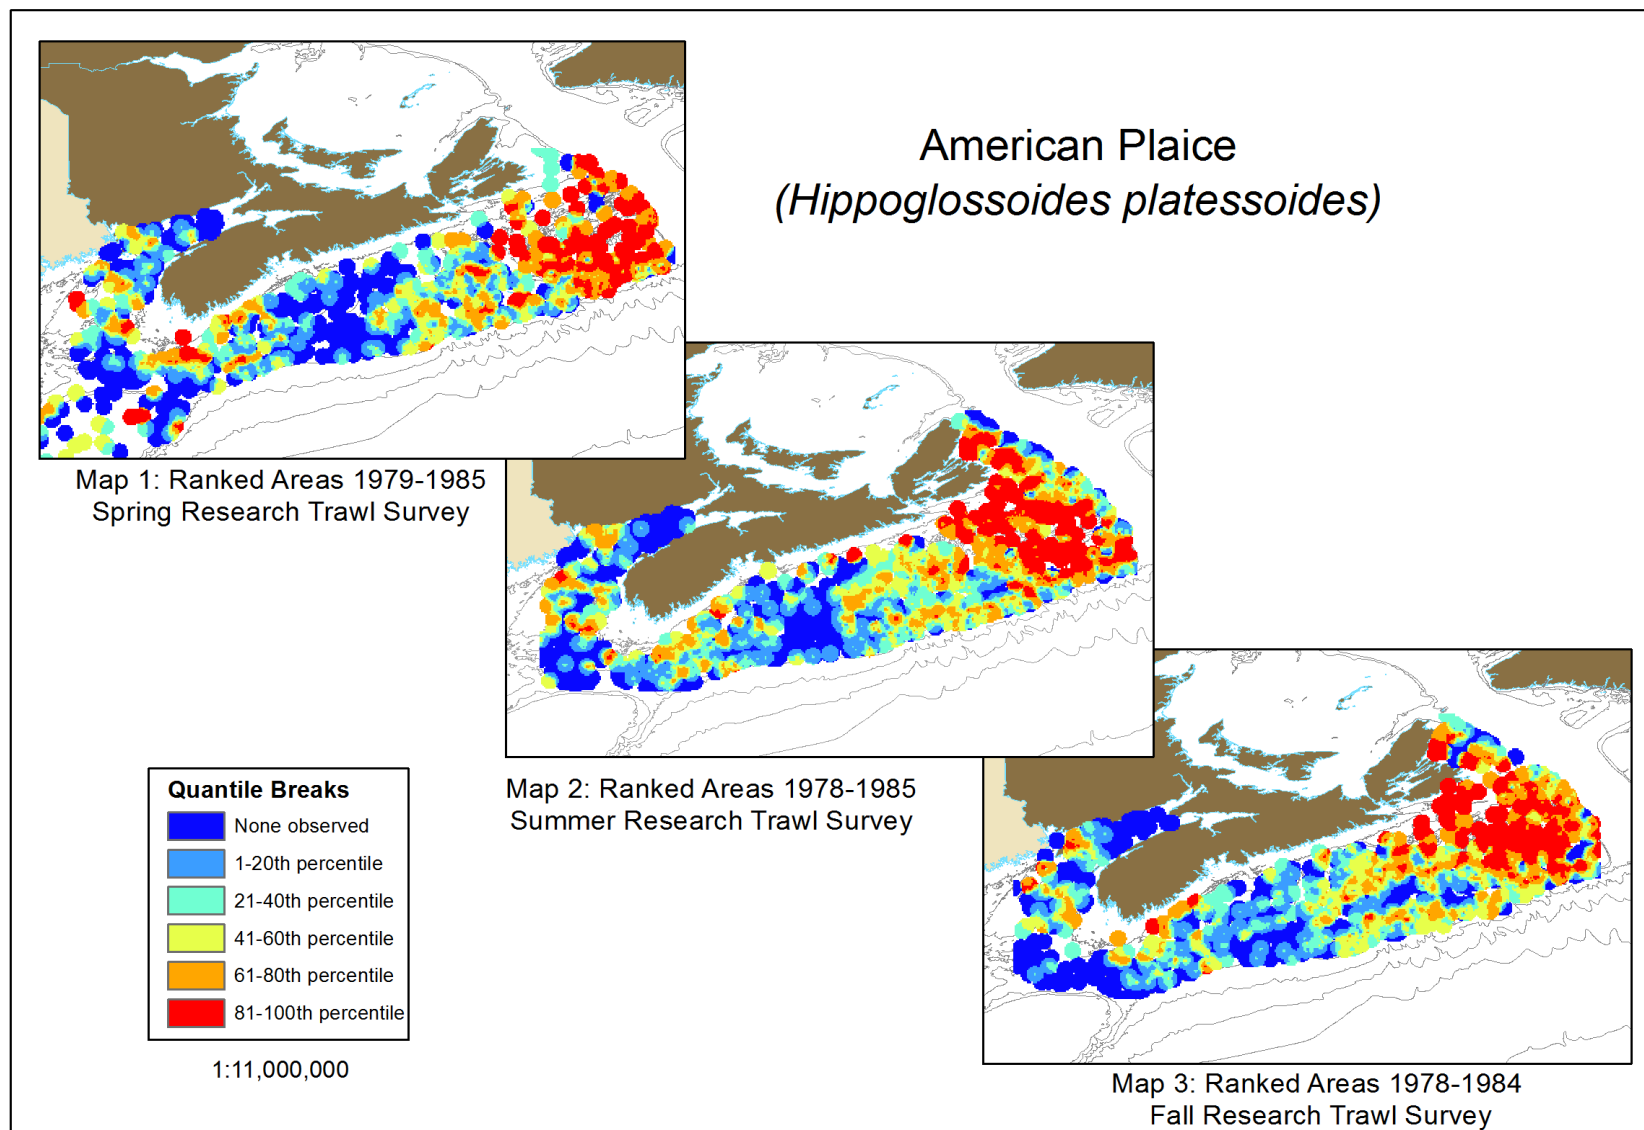 American Plaice
(Hippoglossoides platessoides)
Map 1: Ranked Areas 1979-1985
Spring Research Trawl Survey
Map 2: Ranked Areas 1978-1985
Summer Research Trawl Survey
Quantile Breaks
None observed
1-20th percentile
21-40th percentile
41-60th percentile
61-80th percentile
81-100th percentile
1:11,000,000
Map 3: Ranked Areas 1978-1984
Fall Research Trawl Survey